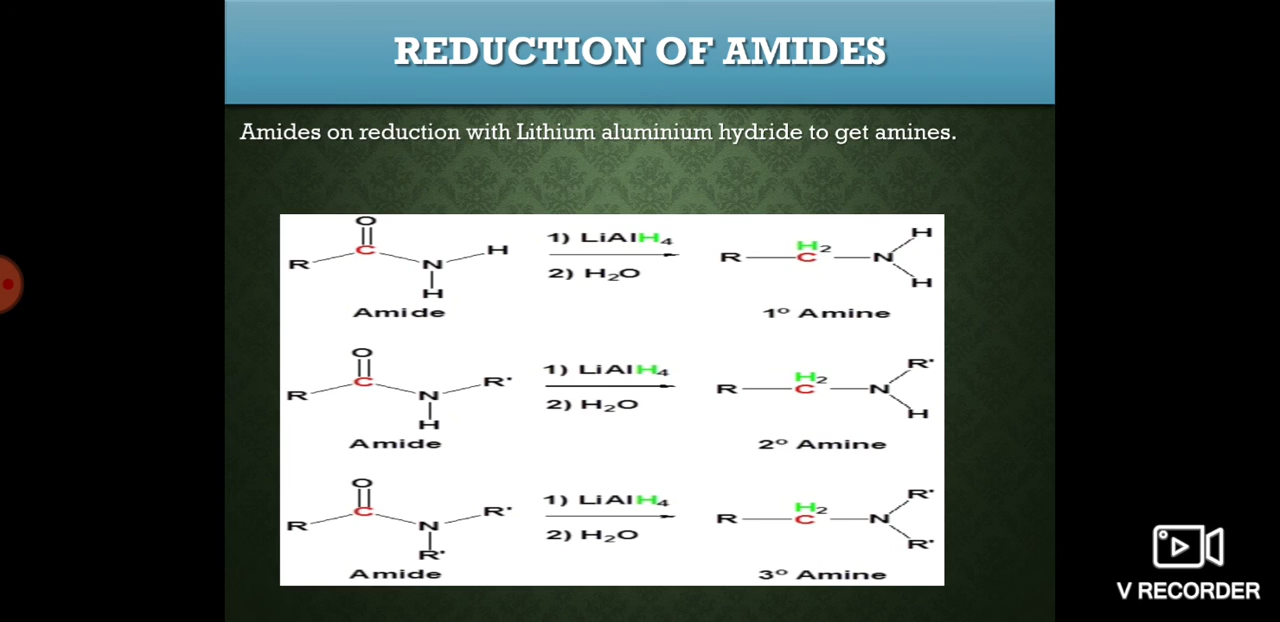 REDUCTION OF AMIDES
Amides on reduction with Lithium aluminium hydride to get amines.
O
R C N H
H
1) LiAlH4
2) H2O
H2
R C N H
H
Amide
1° Amine
O
R C N R'
H
1) LiAlH4
2) H2O
H2
R C N R'
H
Amide
2° Amine
O
R C N R'
R'
1) LiAlH4
2) H2O
H2
R C N R'
R'
Amide
3° Amine
V RECORDER